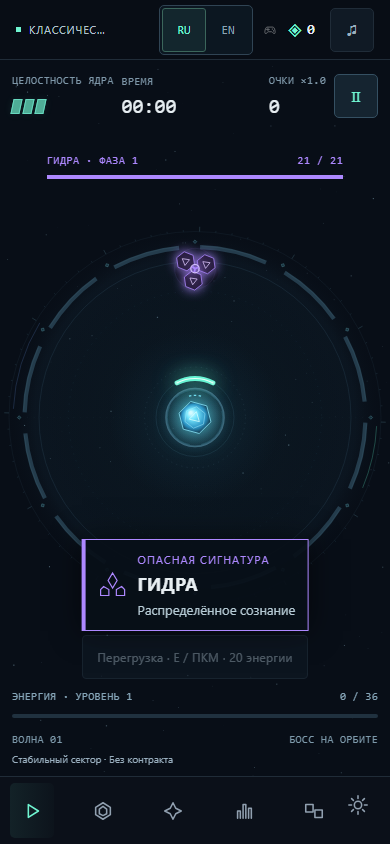 КЛАССИЧЕС…
RU
EN
0
ЦЕЛОСТНОСТЬ ЯДРА
ВРЕМЯ
00:00
ОЧКИ ×1.0
0
ГИДРА · ФАЗА 1
21 / 21
ОПАСНАЯ СИГНАТУРА
ГИДРА
Распределённое сознание
Перегрузка · E / ПКМ · 20 энергии
ЭНЕРГИЯ · УРОВЕНЬ 1
0 / 36
ВОЛНА 01
БОСС НА ОРБИТЕ
Стабильный сектор · Без контракта